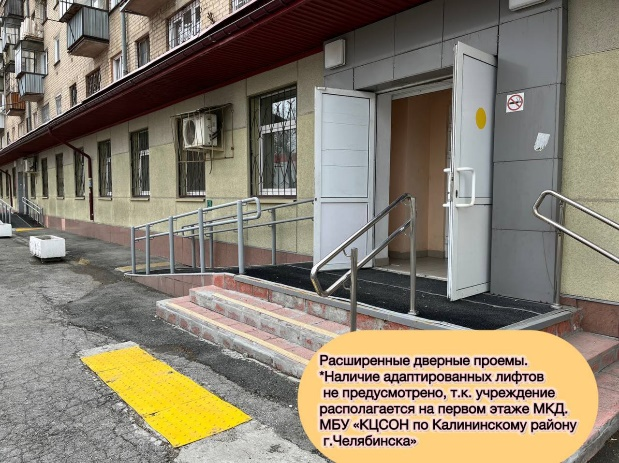 Расширенные дверные проемы.
*Наличие адаптированных лифтов
не предусмотрено, т.к. учреждение
располагается на первом этаже МКД.
МБУ «КЦСОН по Калининскому району
г.Челябинска»